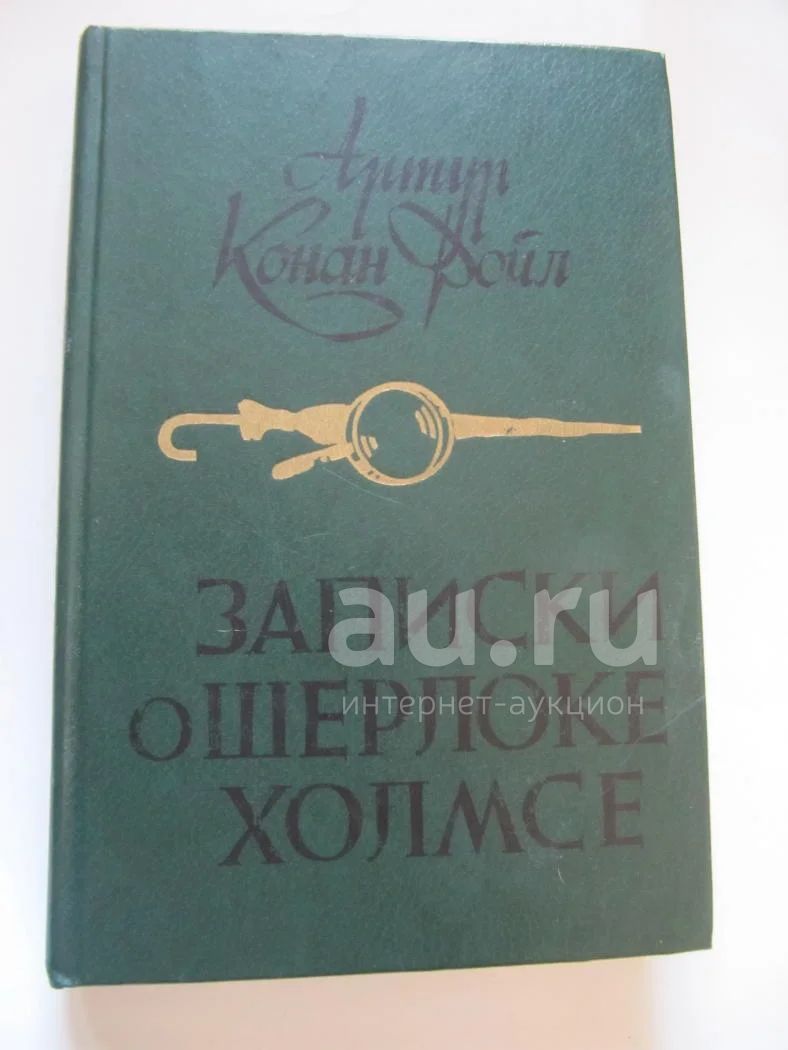 Артур
Конан Дойл
ЗАПИСКИ
о ШЕРЛОКЕ
ХОЛМСЕ
au.ru
интернет-аукцион